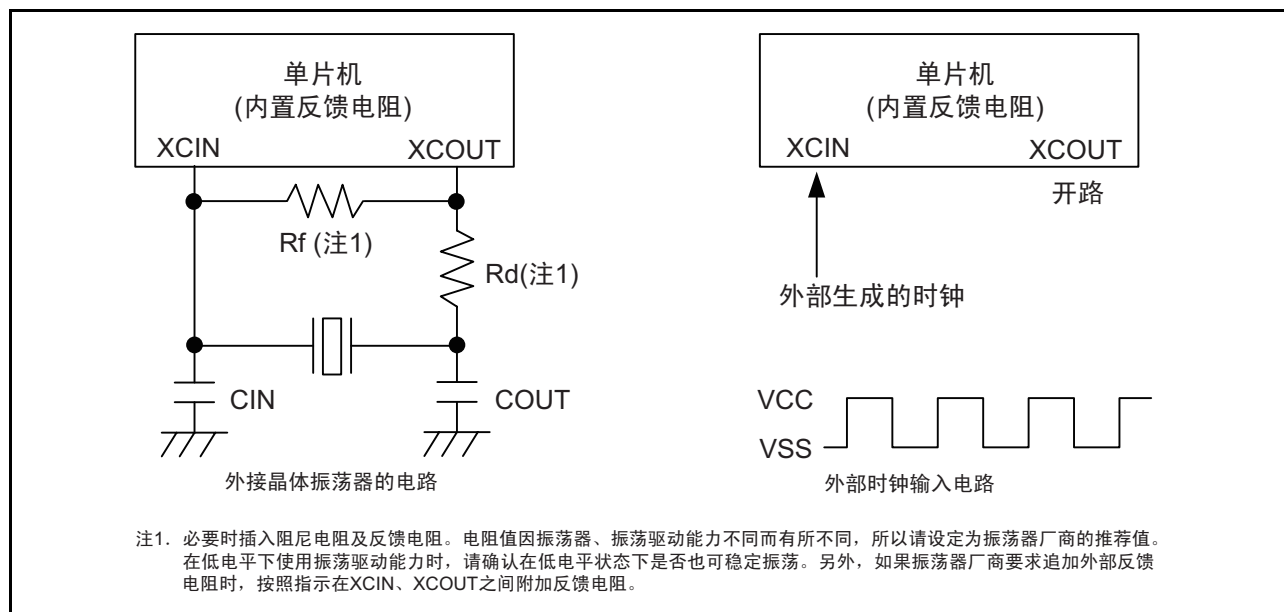 单片机
(内置反馈电阻)
XCIN
XCOUT
Rf (注1)
Rd(注1)
CIN
COUT
外接晶体振荡器的电路
单片机
(内置反馈电阻)
XCIN
XCOUT
开路
外部生成的时钟
VCC
VSS
外部时钟输入电路
注1. 必要时插入阻尼电阻及反馈电阻。电阻值因振荡器、振荡驱动能力不同而有所不同，所以请设定为振荡器厂商的推荐值。
在低电平下使用振荡驱动能力时，请确认在低电平状态下是否也可稳定振荡。另外，如果振荡器厂商要求追加外部反馈
电阻时，按照指示在XCIN、XCOUT之间附加反馈电阻。